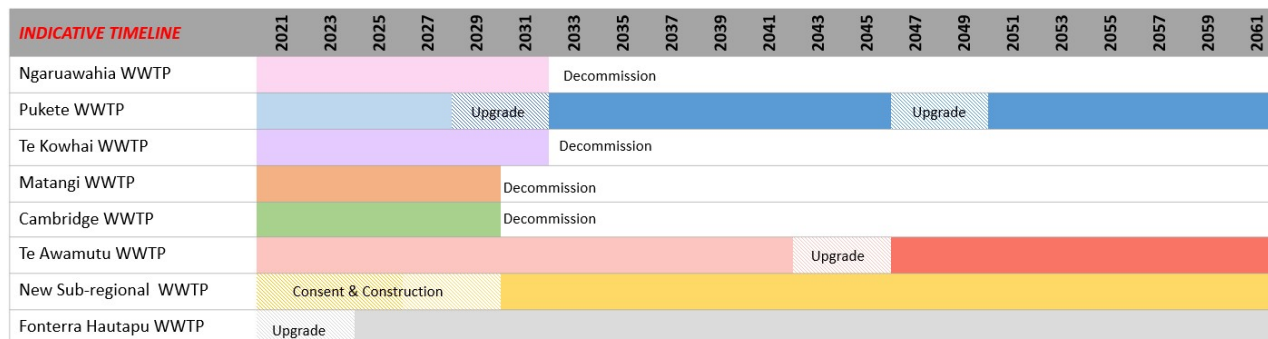 INDICATIVE TIMELINE 2021 2023 2025 2027 2029 2031 2033 2035 2037 2039 2041 2043 2045 2047 2049 2051 2053 2055 2057 2059 2061
Ngaruawahia WWTP Decommission
Pukete WWTP Upgrade Upgrade
Te Kowhai WWTP Decommission
Matangi WWTP Decommission
Cambridge WWTP Decommission
Te Awamutu WWTP Upgrade
New Sub-regional WWTP Consent & Construction
Fonterra Hautapu WWTP Upgrade